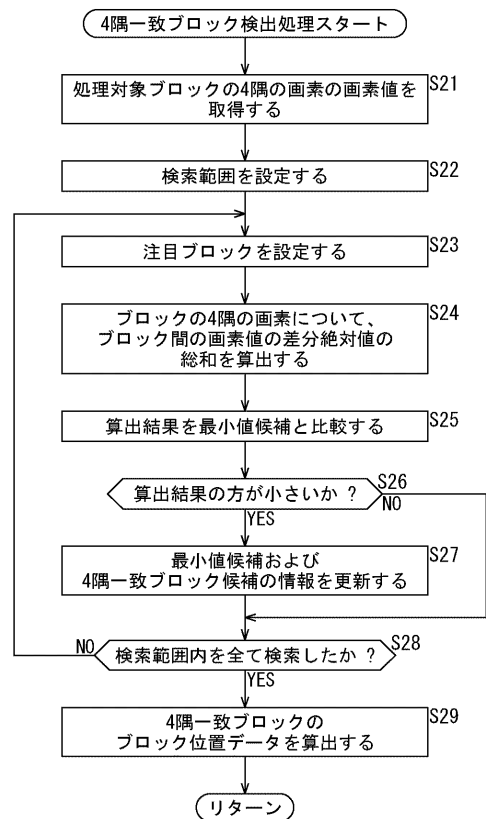 4隅一致ブロック検出処理スタート
S21
処理対象ブロックの4隅の画素の画素値を
取得する
S22
検索範囲を設定する
S23
注目ブロックを設定する
S24
ブロックの4隅の画素について、
ブロック間の画素値の差分絶対値の
総和を算出する
S25
算出結果を最小値候補と比較する
S26
算出結果の方が小さいか ?
NO
YES
S27
最小値候補および
4隅一致ブロック候補の情報を更新する
S28
NO
検索範囲内を全て検索したか ?
YES
S29
4隅一致ブロックの
ブロック位置データを算出する
リターン